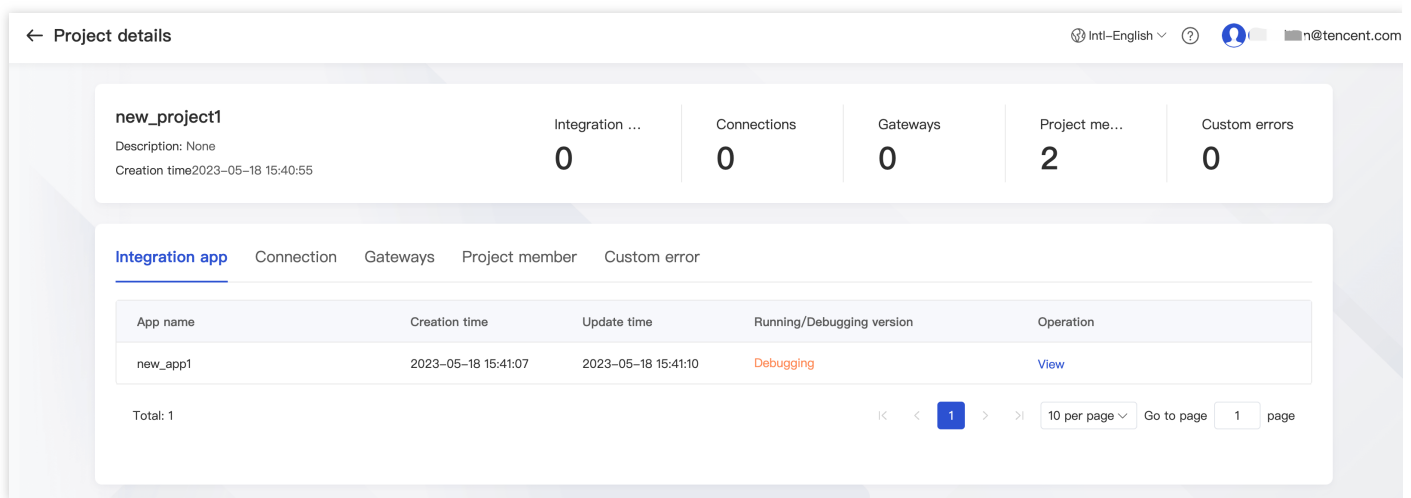 Project details
Intl-English
n@tencent.com
new_project1
Description: None
Creation time2023-05-18 15:40:55
Integration ...
0
Connections
0
Gateways
0
Project me...
2
Custom errors
0
Integration app Connection Gateways Project member Custom error
App name Creation time Update time Running/Debugging version Operation
new_app1 2023-05-18 15:41:07 2023-05-18 15:41:10 Debugging View
Total: 1
1 10 per page Go to page 1 page